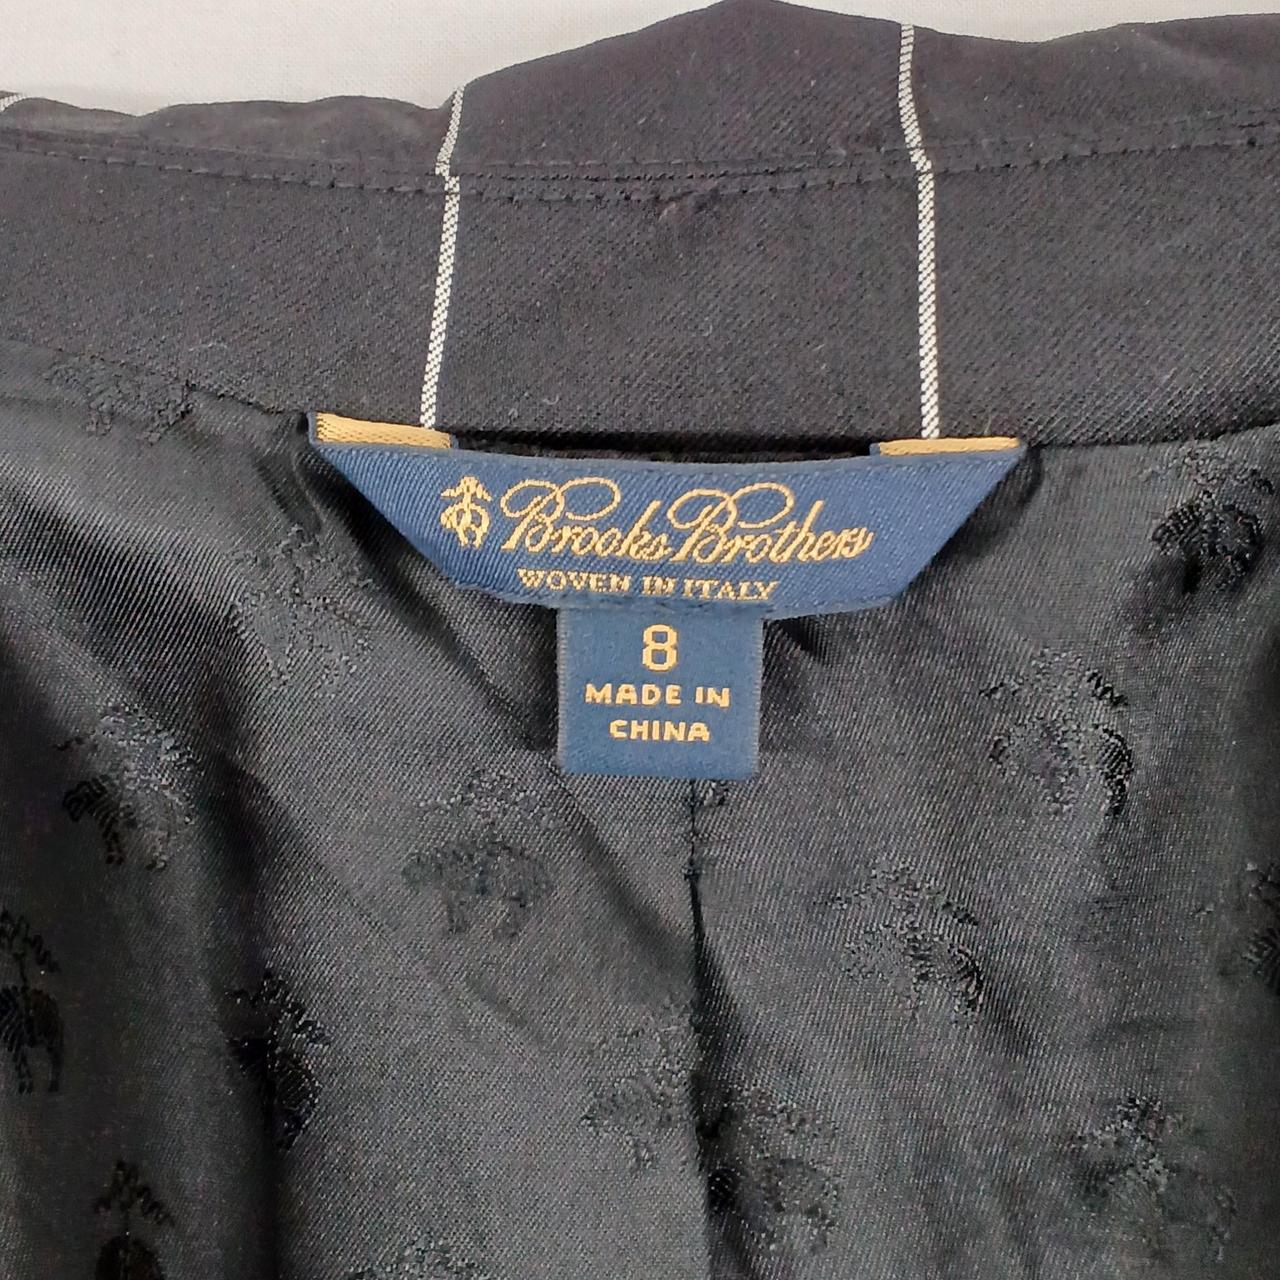 Brooks Brothers
WOVEN IN ITALY
8
MADE IN
CHINA